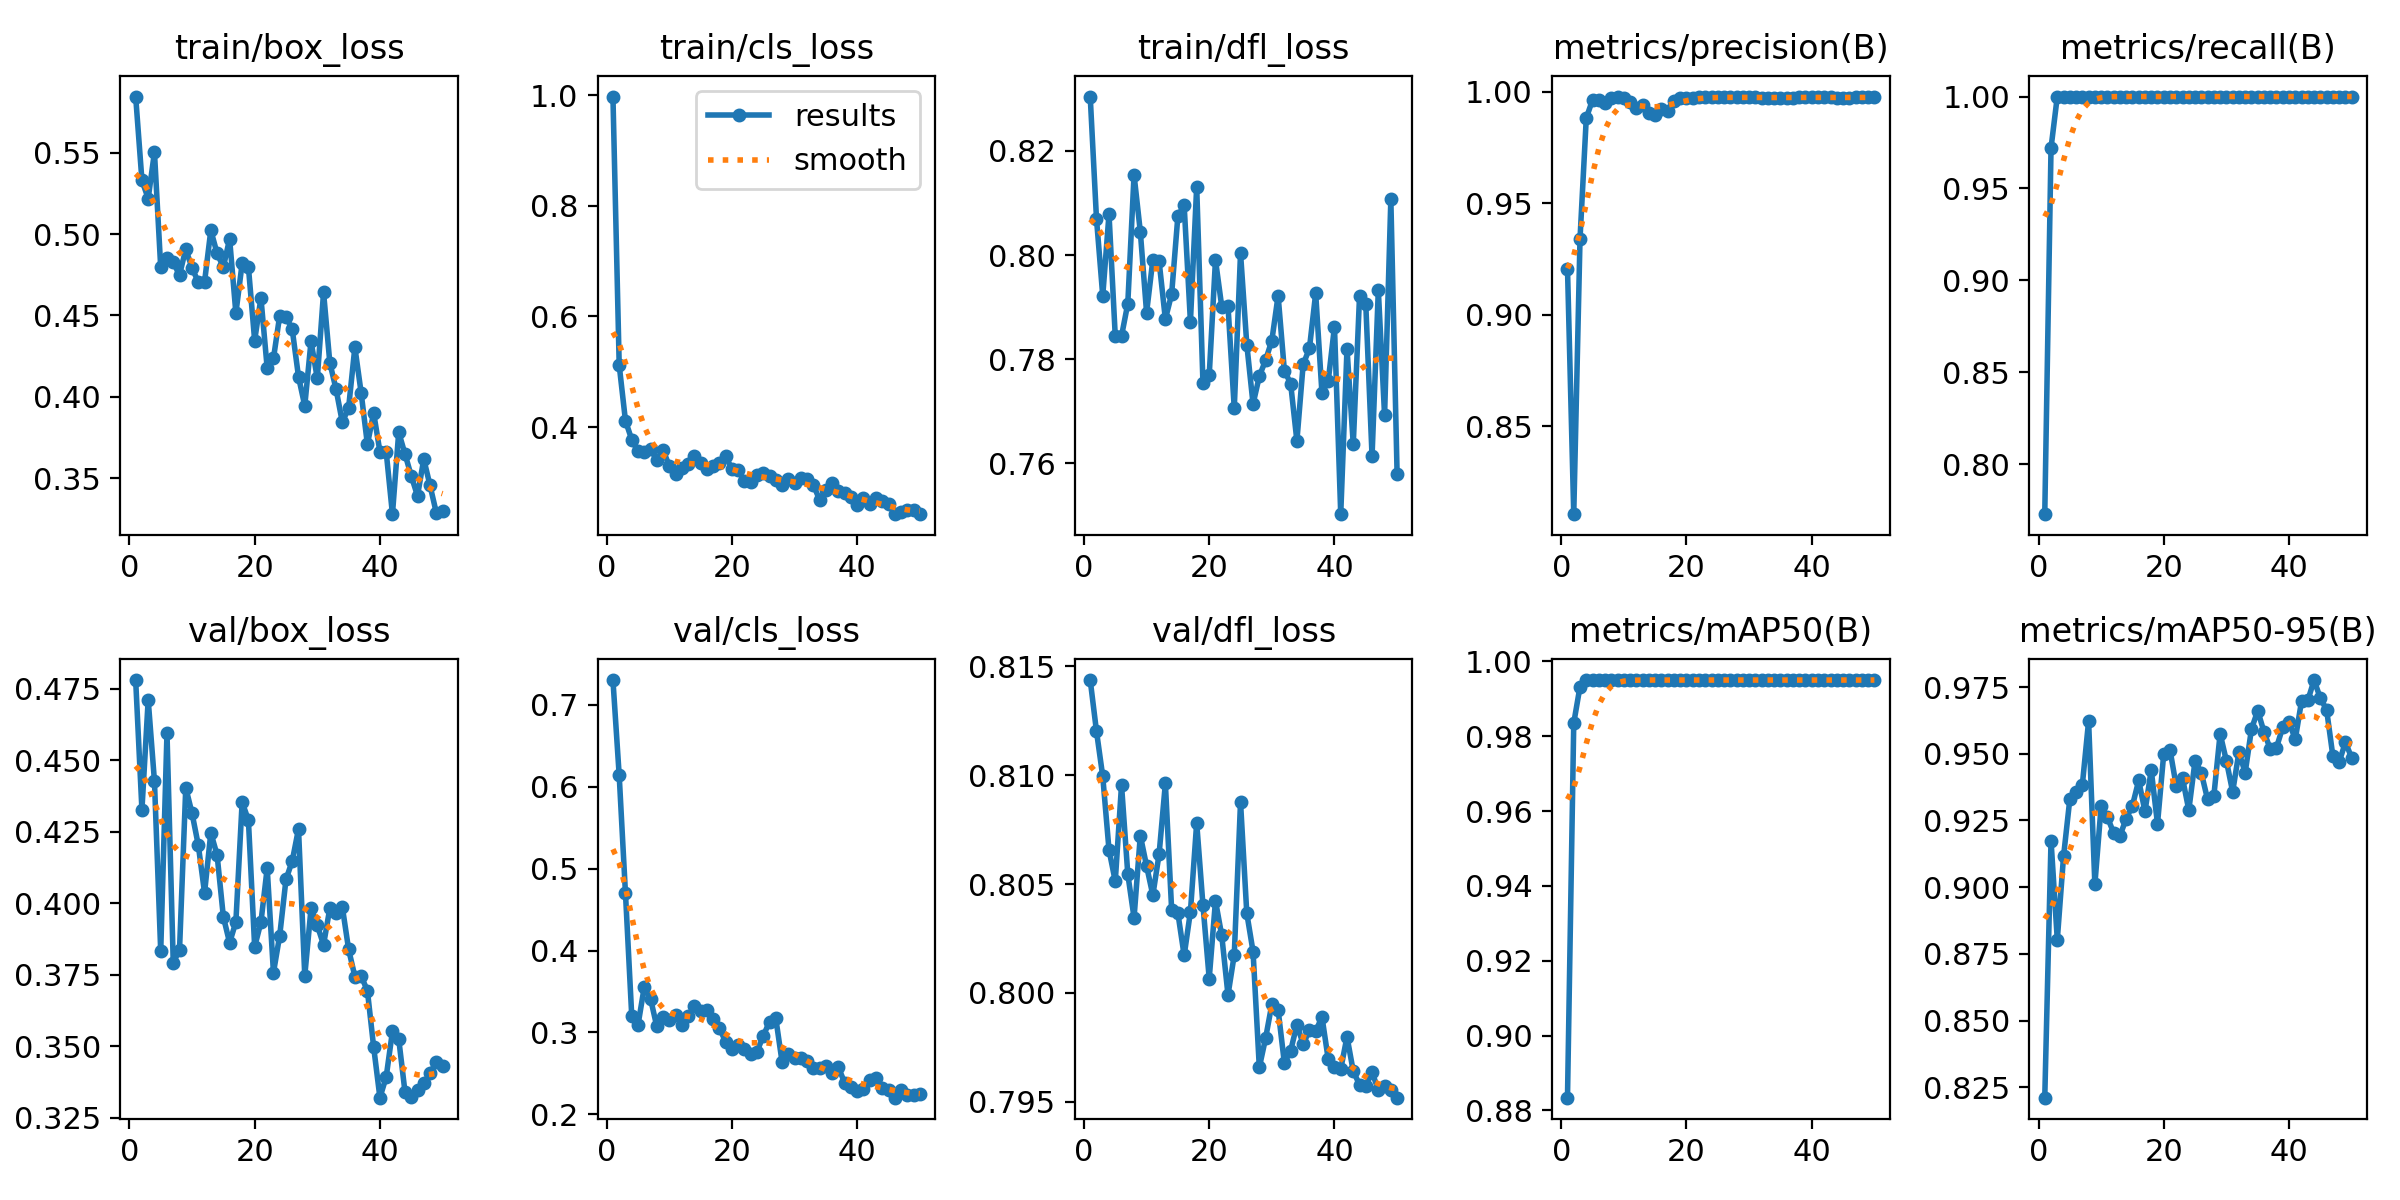 train/box_loss
0.55
0.50
0.45
0.40
0.35
0 20 40
train/cls_loss
1.0
0.8
0.6
0.4
0 20 40
results
smooth
train/dfl_loss
0.82
0.80
0.78
0.76
0 20 40
metrics/precision(B)
1.00
0.95
0.90
0.85
0 20 40
metrics/recall(B)
1.00
0.95
0.90
0.85
0.80
0 20 40
val/box_loss
0.475
0.450
0.425
0.400
0.375
0.350
0.325
0 20 40
val/cls_loss
0.7
0.6
0.5
0.4
0.3
0.2
0 20 40
val/dfl_loss
0.815
0.810
0.805
0.800
0.795
0 20 40
metrics/mAP50(B)
1.00
0.98
0.96
0.94
0.92
0.90
0.88
0 20 40
metrics/mAP50-95(B)
0.975
0.950
0.925
0.900
0.875
0.850
0.825
0 20 40